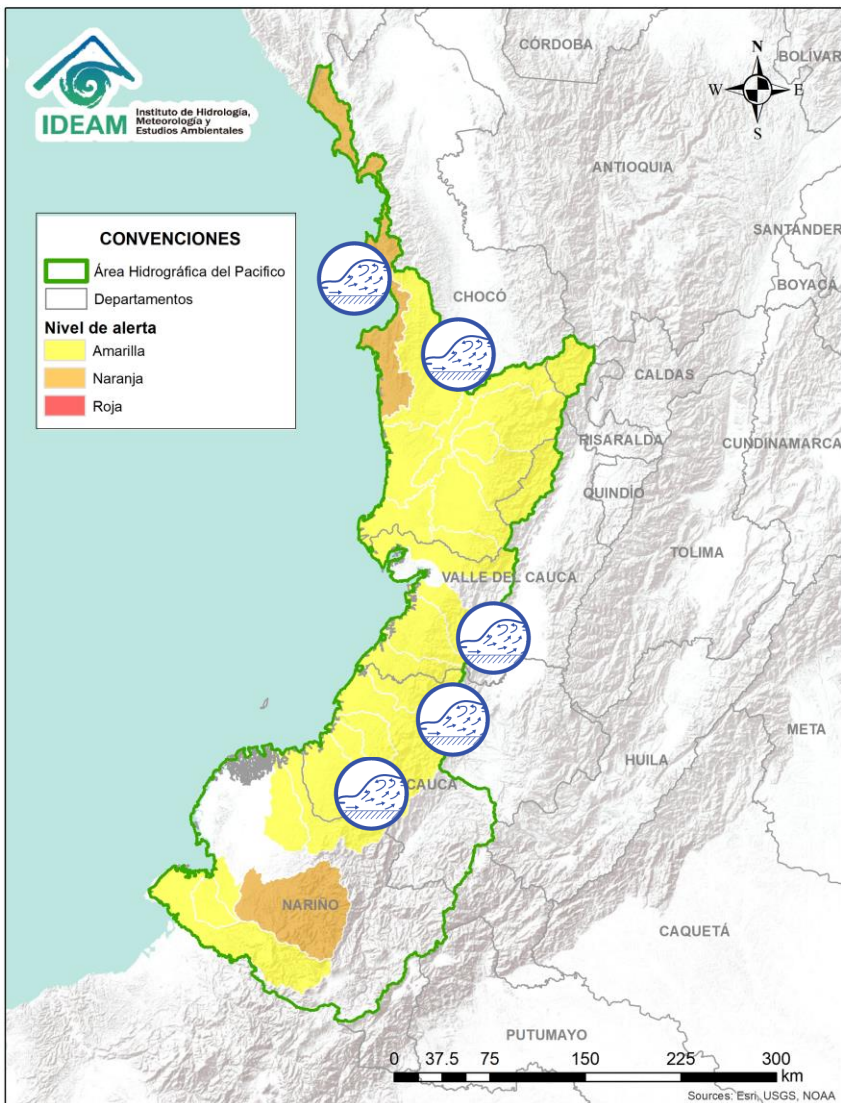 IDEAM
Instituto de Hidrología,
Meteorología y
Estudios Ambientales
N
W
E
S
CONVENCIONES
Área Hidrográfica del Pacifico
Departamentos
Nivel de alerta
Amarilla
Naranja
Roja
CÓRDOBA
BOLÍVAR
ANTIOQUIA
SANTANDER
BOYACÁ
CHOCÓ
CALDAS
RISARALDA
CUNDINAMARCA
QUINDÍO
TOLIMA
VALLE DEL CAUCA
META
HUILA
CAUCA
NARIÑO
CAQUETÁ
PUTUMAYO
0 37.5 75 150 225 300
km
Sources: Esri, USGS, NOAA